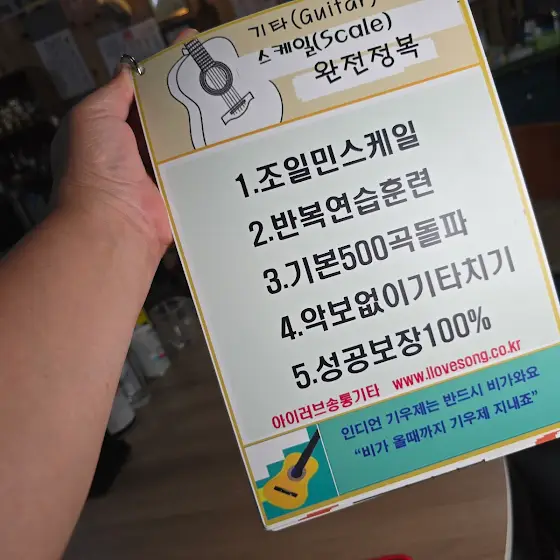 기타(Guitar)
스케일(Scale)
완전정복
1.조일민스케일
2.반복연습훈련
3.기본500곡돌파
4.악보없이기타치기
5.성공보장100%
아이러브송통기타 www.ilovesong.co.kr
인디언 기우제는 반드시 비가와요
“비가 올때까지 기우제 지내죠”